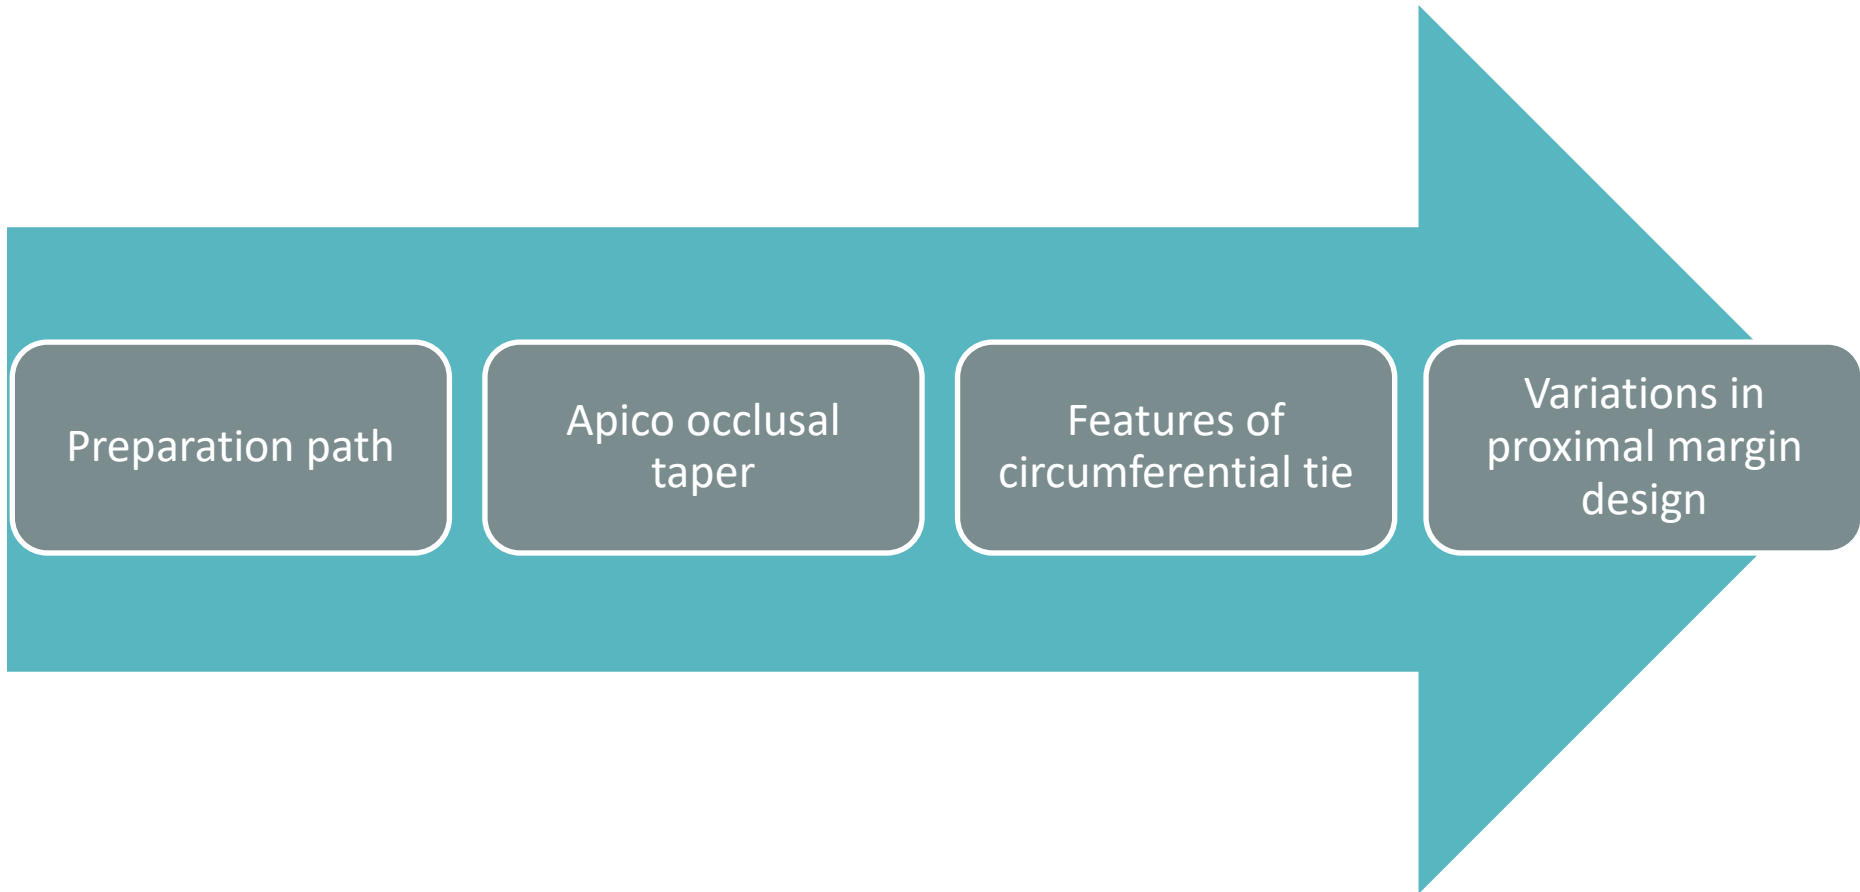 Preparation path
Apico occlusal
taper
Features of
circumferential tie
Variations in
proximal margin
design